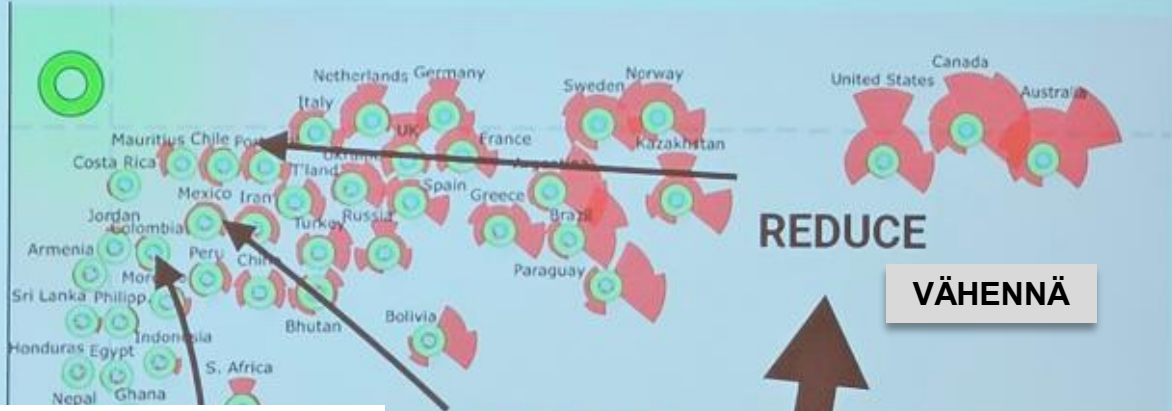 Canada
United States
Australia
Netherlands Germany
Sweden Norway
Italy
Mauritius Chile
UK
France
Kazakhstan
Costa Rica
T'land
Mexico Iran
Spain
Greece
Jordan
Colombia
Turkey Russia
Brazil
REDUCE
Armenia
Peru
Paraguay
VÄHENNÄ
Sri Lanka Philipp.
Bhutan
Bolivia
Indonesia
Honduras Egypt
S. Africa
Nepal Ghana